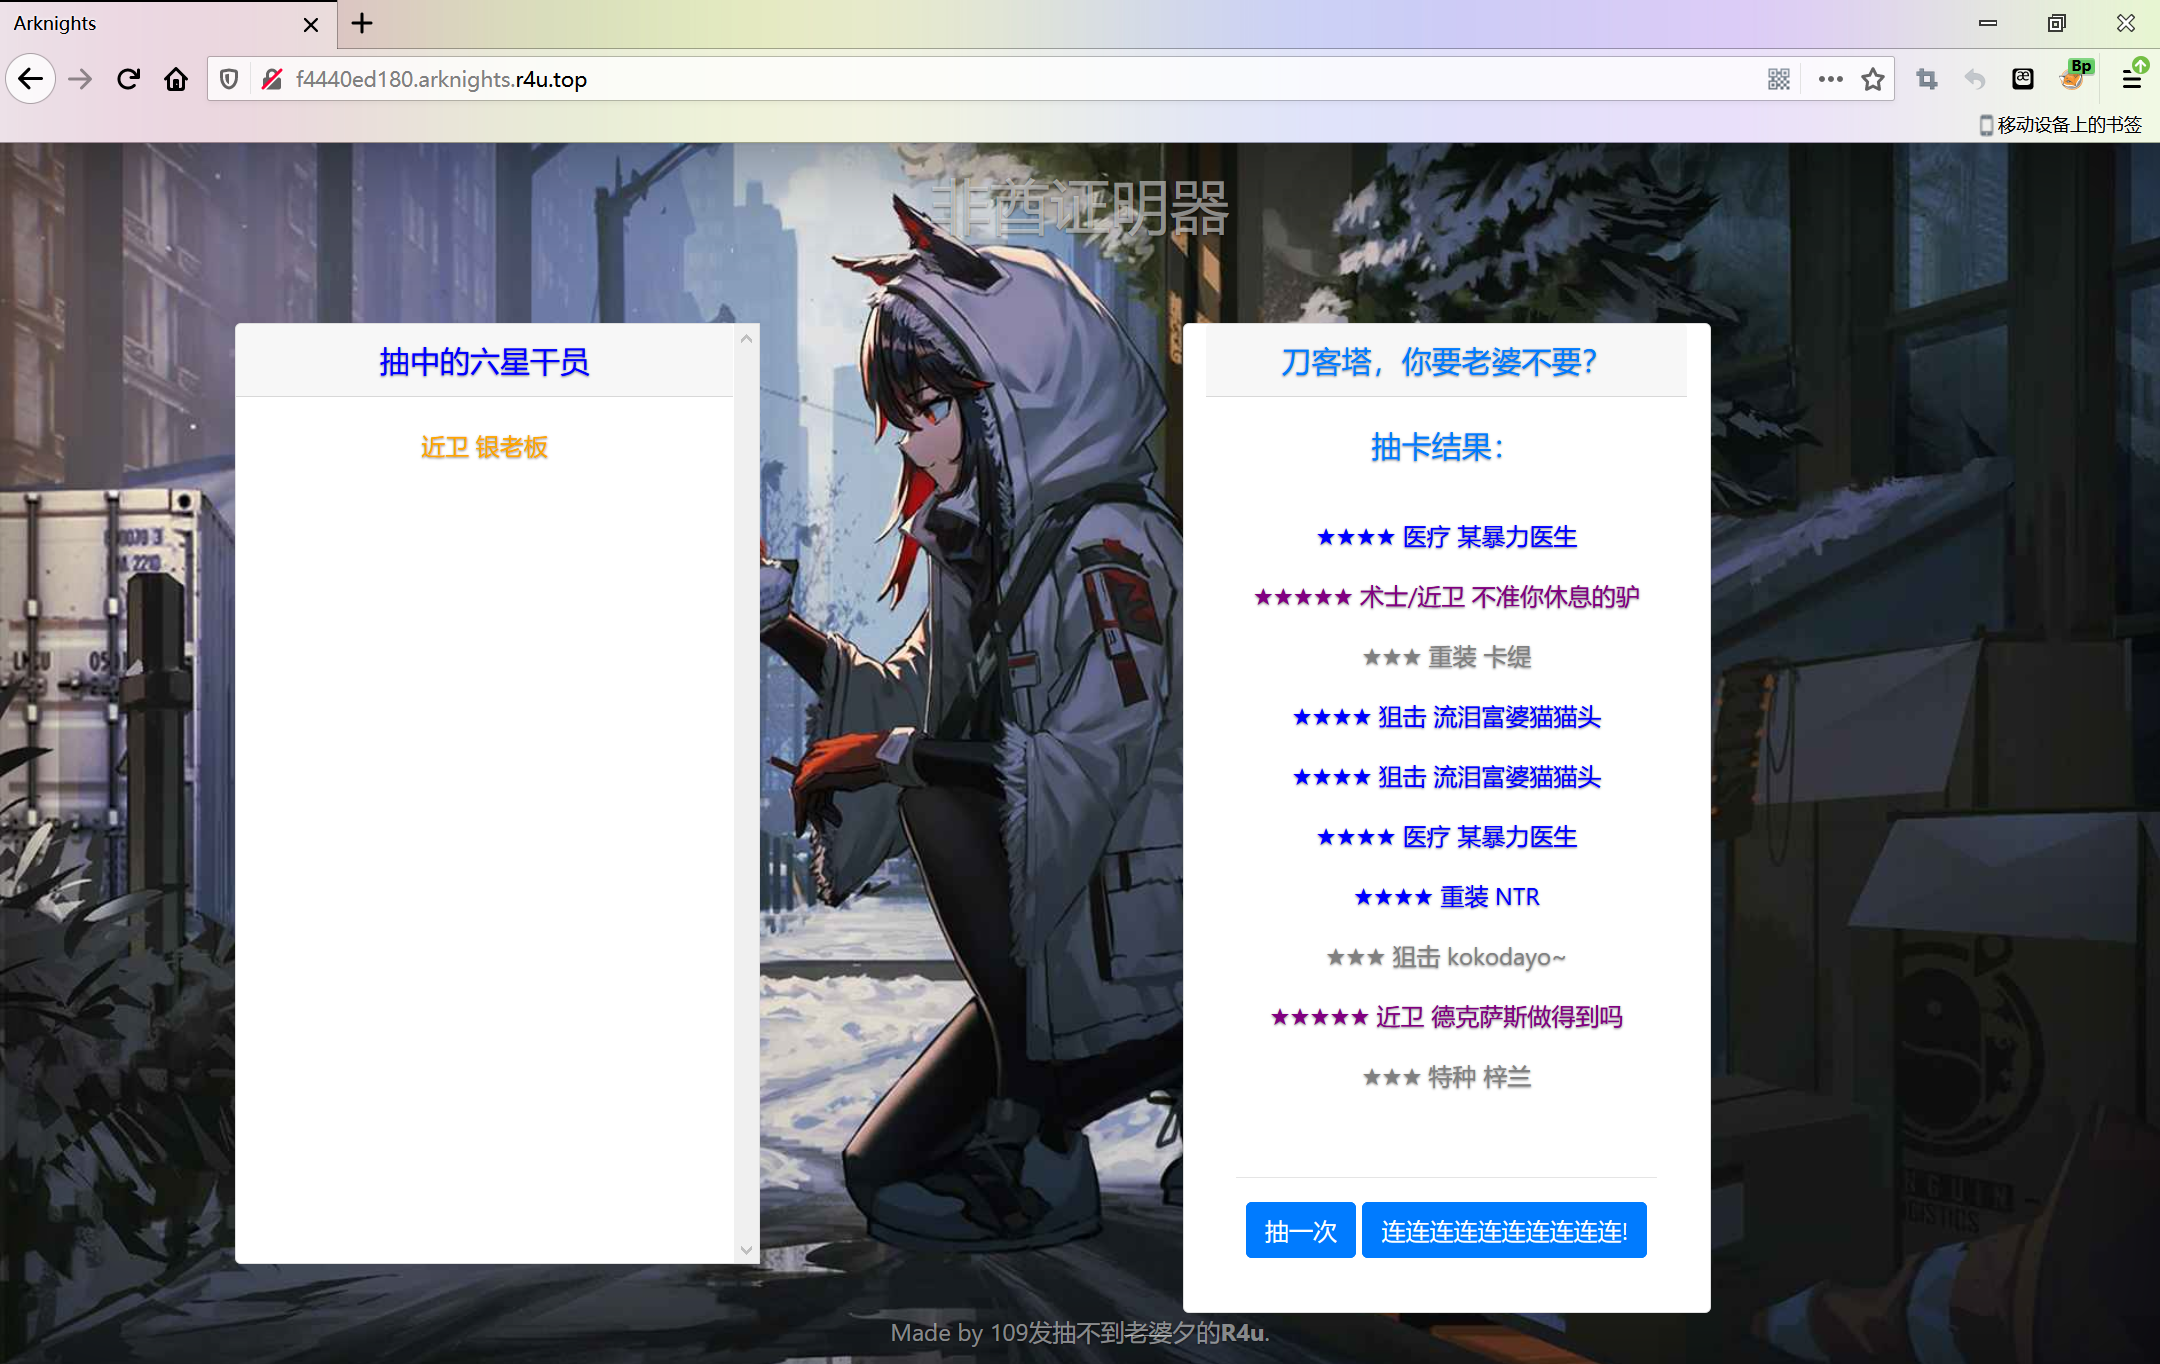 Arknights
f4440ed180.arknights.r4u.top
Bp
移动设备上的书签
非酋证明器
抽中的六星干员
近卫 银老板
刀客塔，你要老婆不要？
抽卡结果：
★★★★ 医疗 某暴力医生
★★★★★ 术士/近卫 不准你休息的驴
★★★ 重装 卡缇
★★★★ 狙击 流泪富婆猫猫头
★★★★ 狙击 流泪富婆猫猫头
★★★★ 医疗 某暴力医生
★★★★ 重装 NTR
★★★ 狙击 kokodayo~
★★★★★ 近卫 德克萨斯做得到吗
★★★ 特种 梓兰
抽一次
连连连连连连连连连连!
Made by 109发抽不到老婆夕的R4u.